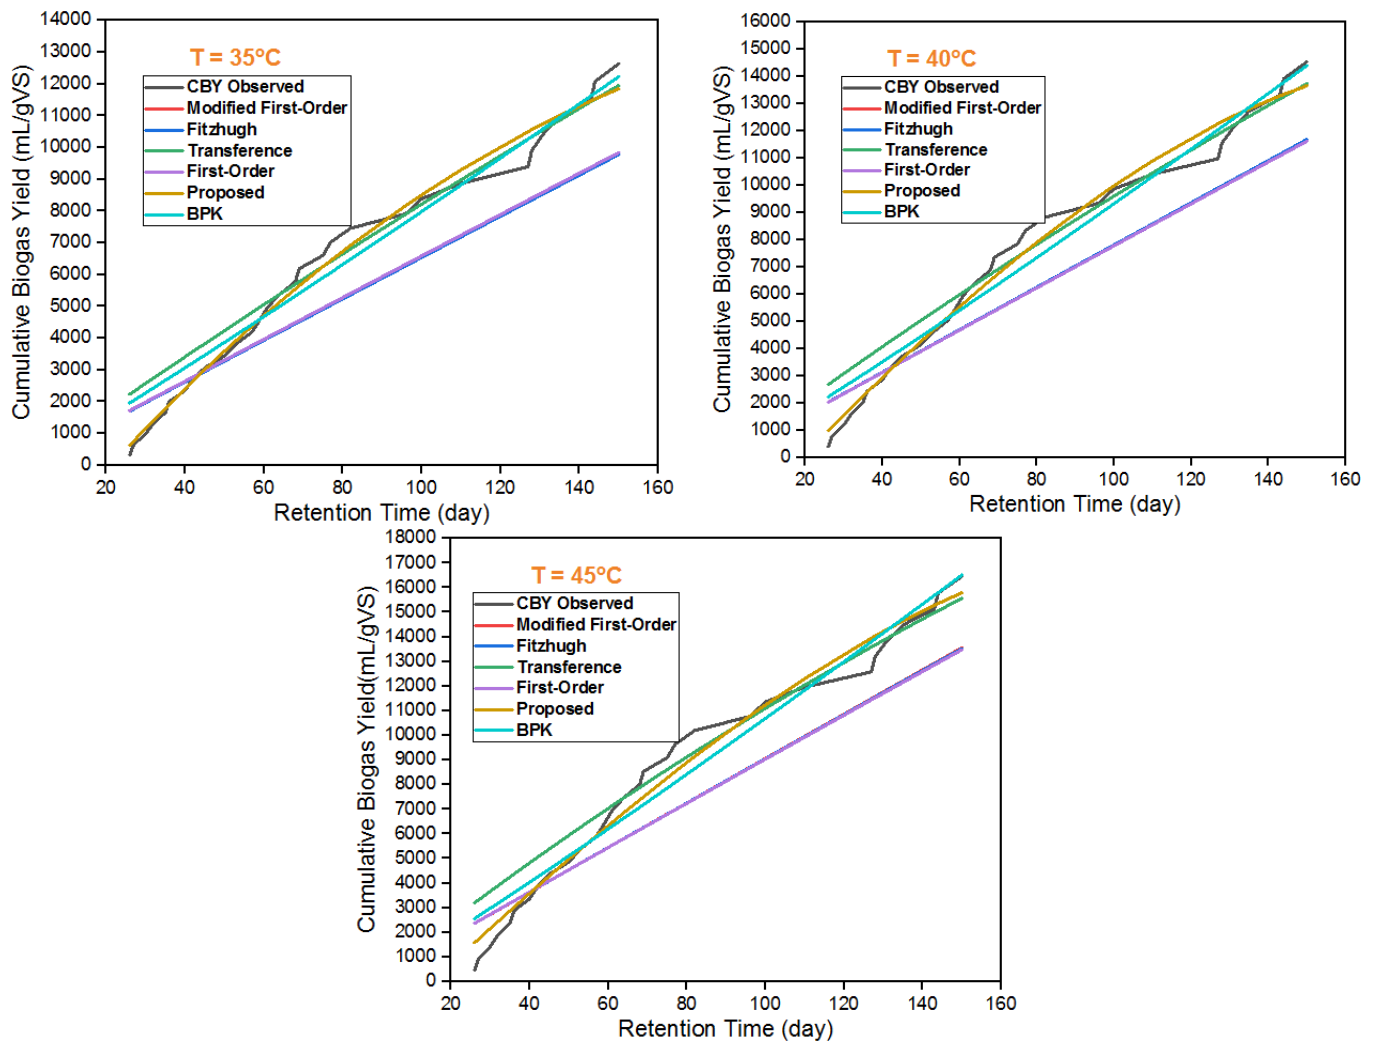 T = 35°C
CBY Observed
Modified First-Order
Fitzhugh
Transference
First-Order
Proposed
BPK
Cumulative Biogas Yield (mL/gVS)
14000
13000
12000
11000
10000
9000
8000
7000
6000
5000
4000
3000
2000
1000
0
20 40 60 80 100 120 140 160
Retention Time (day)
T = 40°C
CBY Observed
Modified First-Order
Fitzhugh
Transference
First-Order
Proposed
BPK
Cumulative Biogas Yield (mL/gVS)
16000
15000
14000
13000
12000
11000
10000
9000
8000
7000
6000
5000
4000
3000
2000
1000
0
20 40 60 80 100 120 140 160
Retention Time (day)
T = 45°C
CBY Observed
Modified First-Order
Fitzhugh
Transference
First-Order
Proposed
BPK
Cumulative Biogas Yield(mL/gVS)
18000
17000
16000
15000
14000
13000
12000
11000
10000
9000
8000
7000
6000
5000
4000
3000
2000
1000
0
20 40 60 80 100 120 140 160
Retention Time (day)